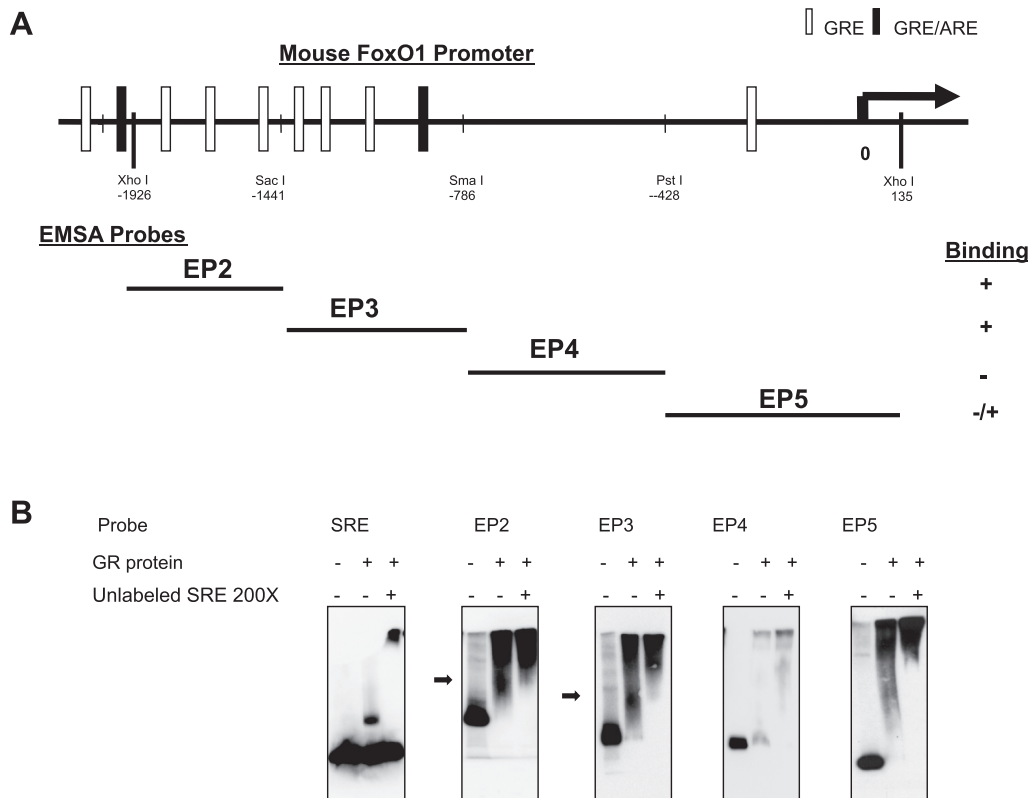 A
GRE GRE/ARE
Mouse FoxO1 Promoter
0
Xho I
-1926
Sac I
-1441
Sma I
-786
Pst I
--428
Xho I
135
EMSA Probes
Binding
EP2
+
EP3
+
EP4
-
EP5
-/+
B
Probe SRE EP2 EP3 EP4 EP5
GR protein - + + - + + - + + - + + - + +
Unlabeled SRE 200X - - + - - + - - + - - + - - +